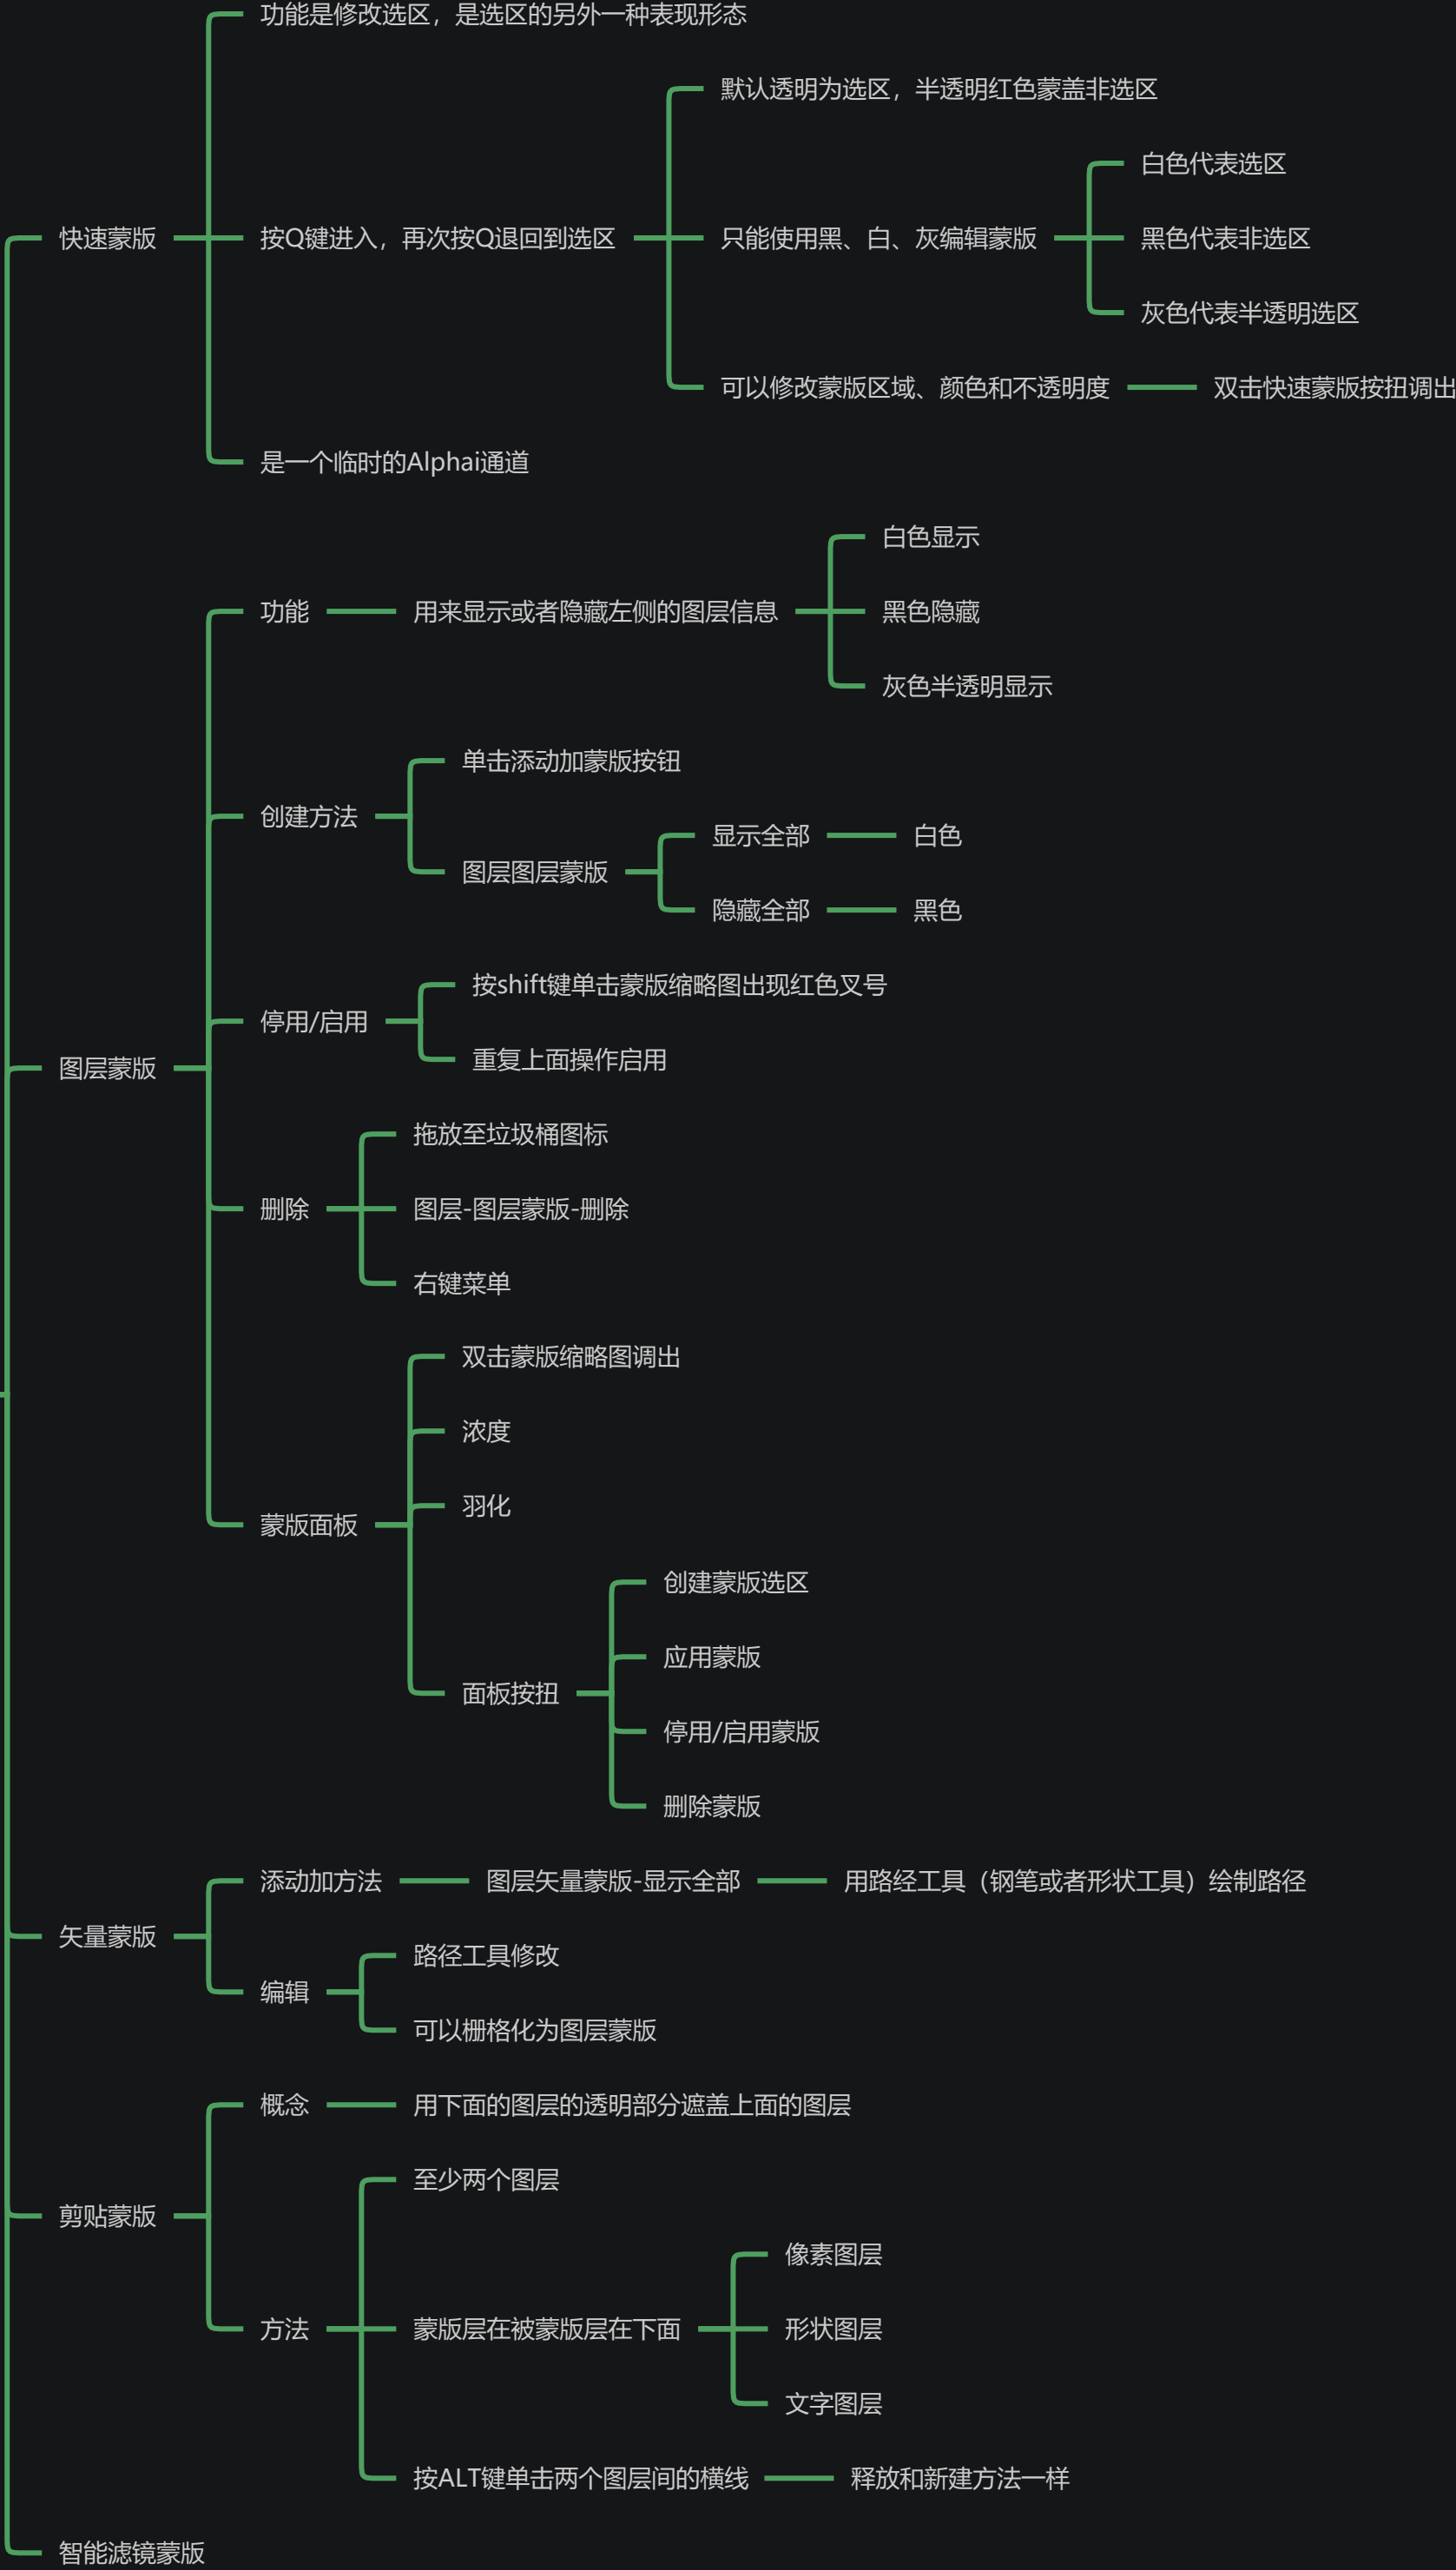 功能是修改选区，是选区的另外一种表现形态
默认透明为选区，半透明红色蒙盖非选区
白色代表选区
快速蒙版
按Q键进入，再次按Q退回到选区
只能使用黑、白、灰编辑蒙版
黑色代表非选区
灰色代表半透明选区
可以修改蒙版区域、颜色和不透明度
双击快速蒙版按扭调出
是一个临时的Alphai通道
白色显示
功能
用来显示或者隐藏左侧的图层信息
黑色隐藏
灰色半透明显示
单击添动加蒙版按钮
创建方法
显示全部
白色
图层图层蒙版
隐藏全部
黑色
按shift键单击蒙版缩略图出现红色叉号
停用/启用
重复上面操作启用
图层蒙版
拖放至垃圾桶图标
删除
图层-图层蒙版-删除
右键菜单
双击蒙版缩略图调出
浓度
羽化
蒙版面板
创建蒙版选区
应用蒙版
面板按扭
停用/启用蒙版
删除蒙版
添动加方法
图层矢量蒙版-显示全部
用路经工具（钢笔或者形状工具）绘制路径
矢量蒙版
路径工具修改
编辑
可以栅格化为图层蒙版
概念
用下面的图层的透明部分遮盖上面的图层
至少两个图层
剪贴蒙版
像素图层
方法
蒙版层在被蒙版层在下面
形状图层
文字图层
按ALT键单击两个图层间的横线
释放和新建方法一样
智能滤镜蒙版